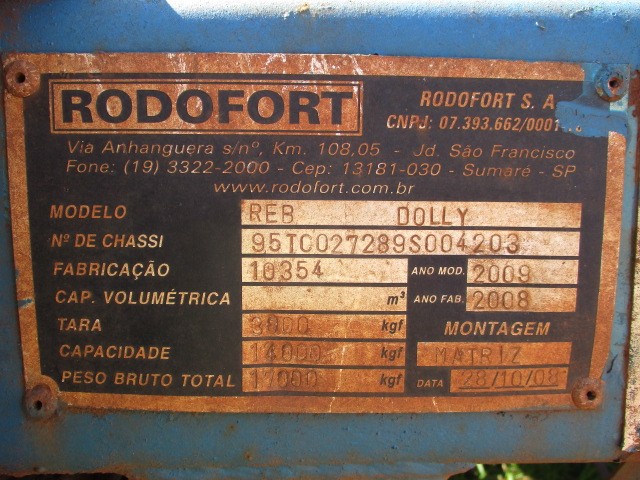 RODOFORT
RODOFORT S. A
CNPJ: 07.393.662/0001
Via Anhanguera s/nº, Km. 108,05 - Jd. São Francisco
Fone: (19) 3322-2000 - Cep: 13181-030 - Sumaré - SP
www.rodofort.com.br
MODELO REB DOLLY
Nº DE CHASSI 95TC027289S004203
FABRICAÇÃO 10354 ANO MOD. 2009
CAP. VOLUMÉTRICA m³ ANO FAB. 2008
TARA kgf MONTAGEM
CAPACIDADE 14000 kgf MATRIZ
PESO BRUTO TOTAL 17000 kgf DATA 28/10/08